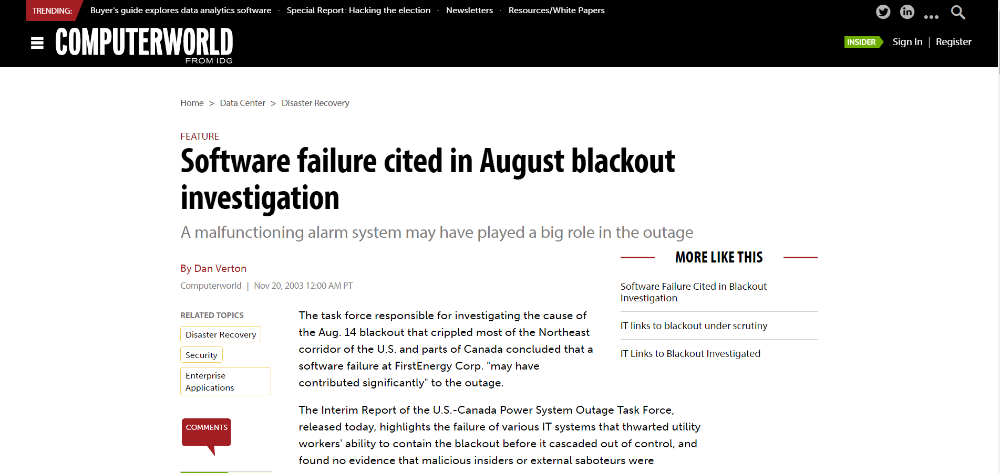 TRENDING: Buyer's guide explores data analytics software · Special Report: Hacking the election · Newsletters · Resources/White Papers
COMPUTERWORLD
FROM IDG
INSIDER Sign In | Register
Home > Data Center > Disaster Recovery
FEATURE
Software failure cited in August blackout
investigation
A malfunctioning alarm system may have played a big role in the outage
By Dan Verton
Computerworld | Nov 20, 2003 12:00 AM PT
MORE LIKE THIS
Software Failure Cited in Blackout
Investigation
IT links to blackout under scrutiny
IT Links to Blackout Investigated
RELATED TOPICS
Disaster Recovery
Security
Enterprise
Applications
COMMENTS
The task force responsible for investigating the cause of
the Aug. 14 blackout that crippled most of the Northeast
corridor of the U.S. and parts of Canada concluded that a
software failure at FirstEnergy Corp. "may have
contributed significantly" to the outage.
The Interim Report of the U.S.-Canada Power System Outage Task Force,
released today, highlights the failure of various IT systems that thwarted utility
workers' ability to contain the blackout before it cascaded out of control, and
found no evidence that malicious insiders or external saboteurs were